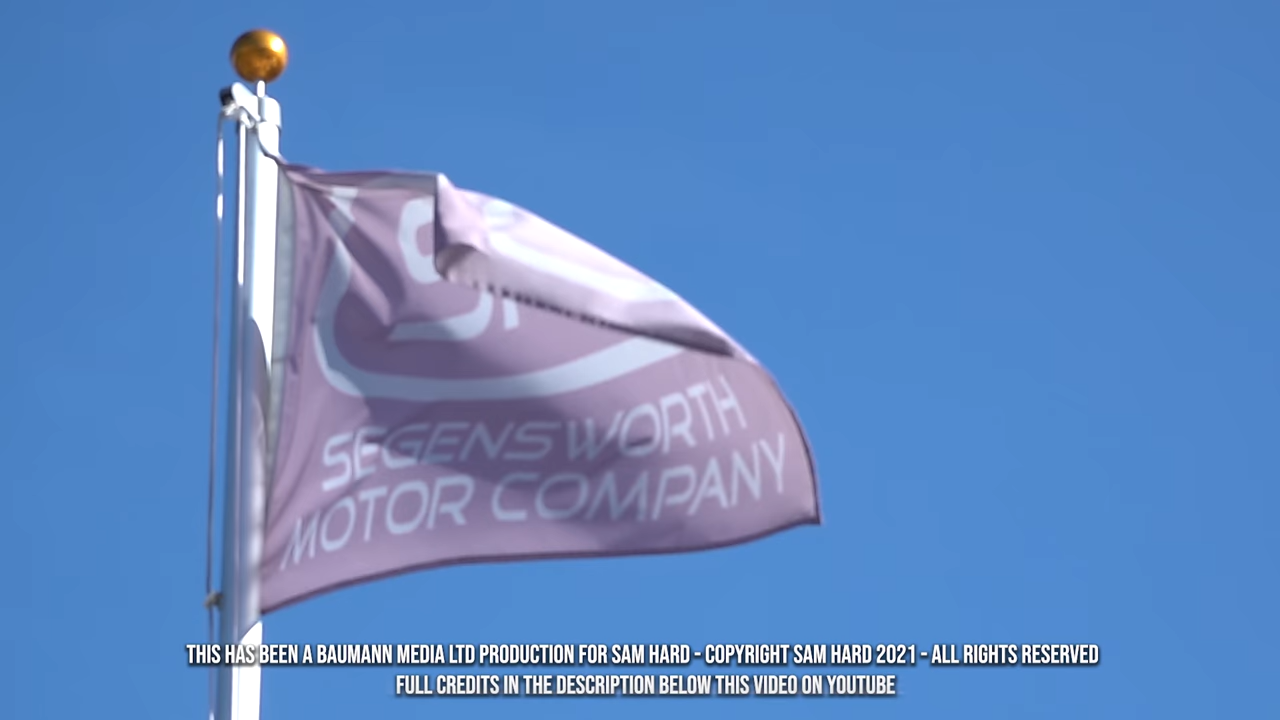 SEGENSWORTH
MOTOR COMPANY
THIS HAS BEEN A BAUMANN MEDIA LTD PRODUCTION FOR SAM HARD - COPYRIGHT SAM HARD 2021 - ALL RIGHTS RESERVED
FULL CREDITS IN THE DESCRIPTION BELOW THIS VIDEO ON YOUTUBE